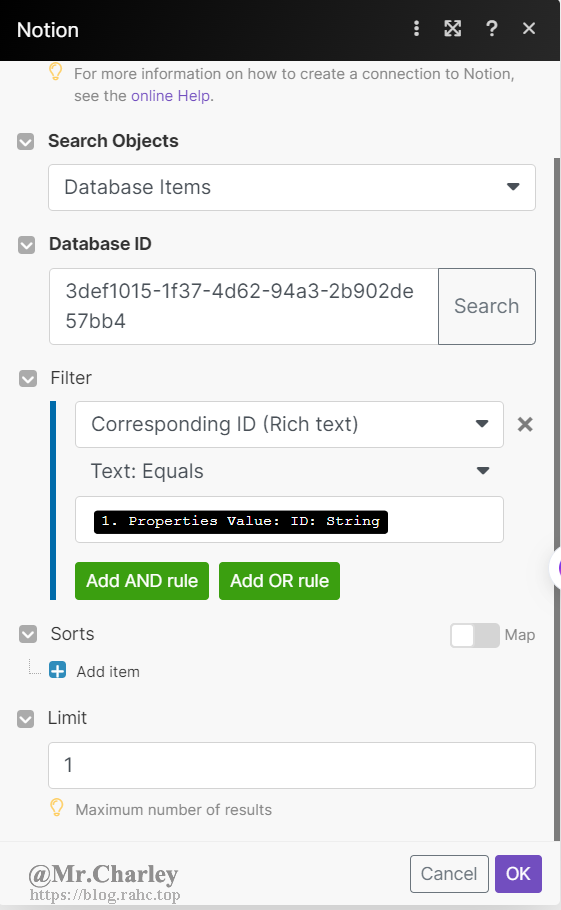 Notion
For more information on how to create a connection to Notion,
see the online Help.
Search Objects
Database Items
Database ID
3def1015-1f37-4d62-94a3-2b902de
57bb4
Search
Filter
Corresponding ID (Rich text)
Text: Equals
1. Properties Value: ID: String
Add AND rule
Add OR rule
Sorts
Map
Add item
Limit
1
Maximum number of results
@Mr.Charley
https://blog.rahc.top
Cancel
OK